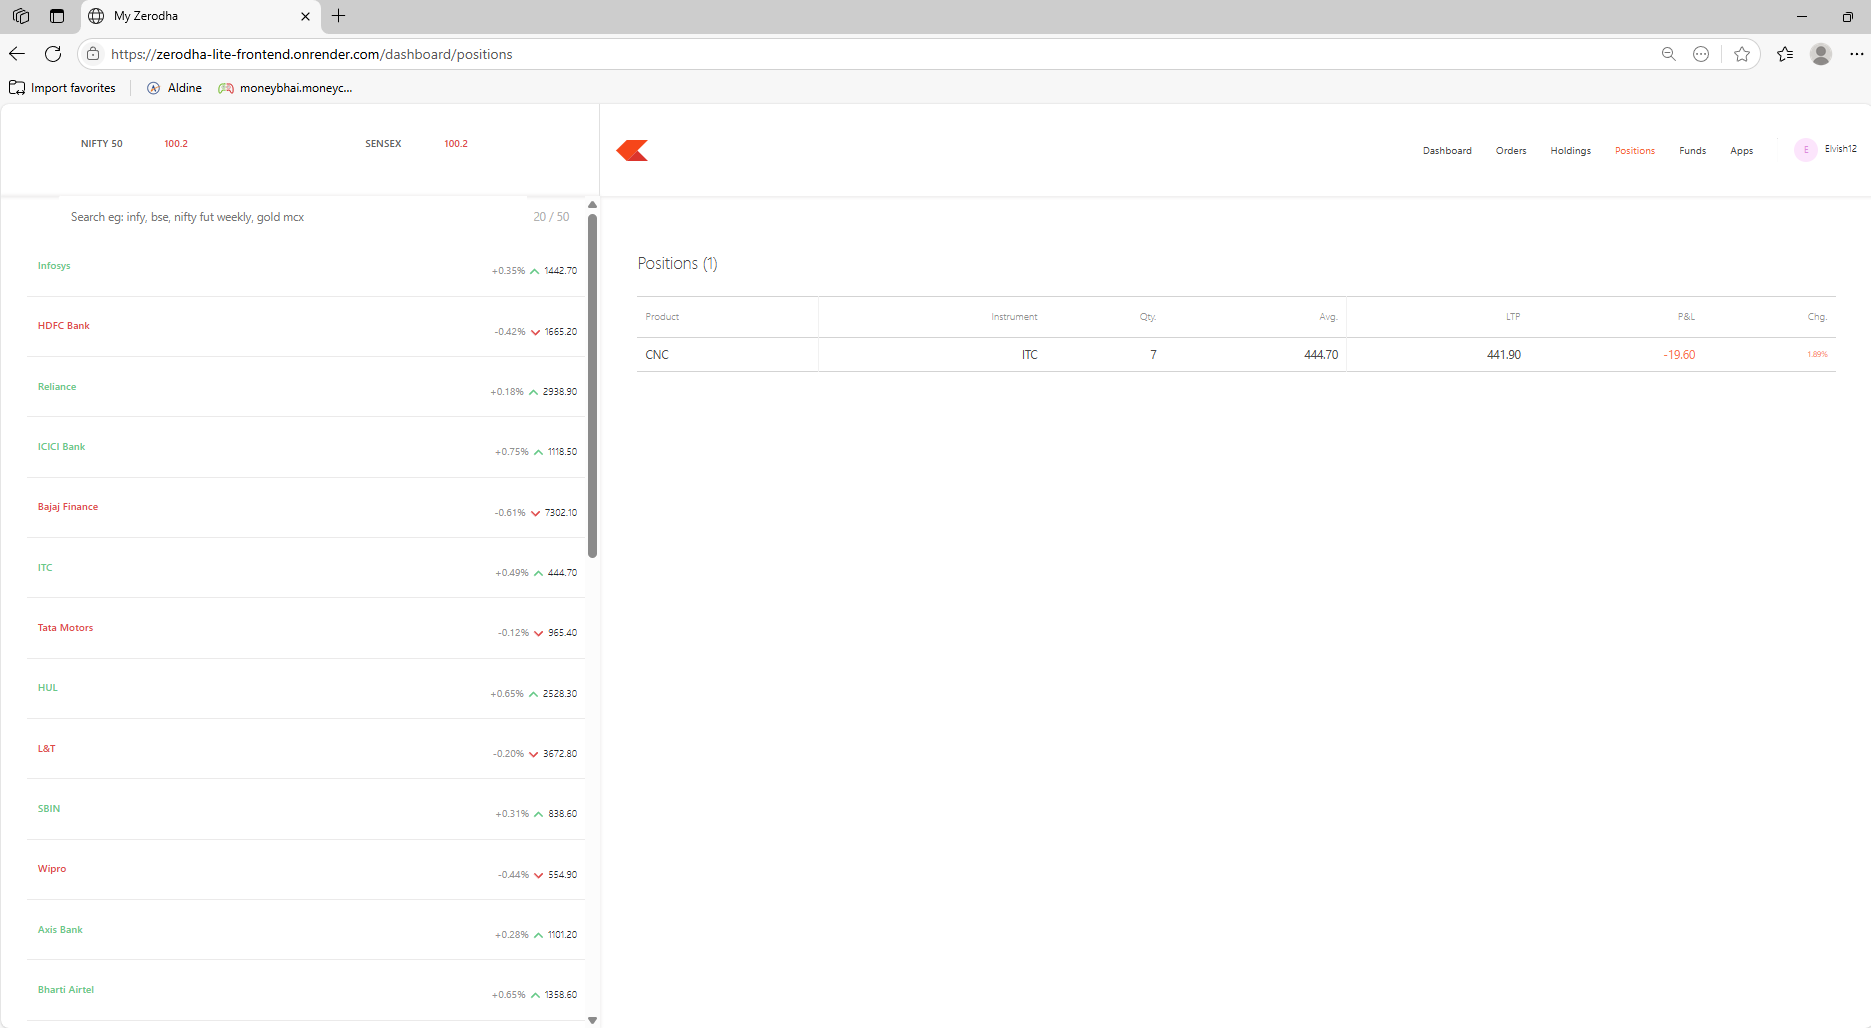 My Zerodha
https://zerodha-lite-frontend.onrender.com/dashboard/positions
Import favorites
Aldine
moneybhai.moneyc...
NIFTY 50 100.2 SENSEX 100.2
Dashboard Orders Holdings Positions Funds Apps E Elvish12
Search eg: infy, bse, nifty fut weekly, gold mcx 20 / 50
Infosys +0.35% 1442.70
HDFC Bank -0.42% 1665.20
Reliance +0.18% 2938.90
ICICI Bank +0.75% 1118.50
Bajaj Finance -0.61% 7302.10
ITC +0.49% 444.70
Tata Motors -0.12% 965.40
HUL +0.65% 2528.30
L&T -0.20% 3672.80
SBIN +0.31% 838.60
Wipro -0.44% 554.90
Axis Bank +0.28% 1101.20
Bharti Airtel +0.65% 1358.60
Positions (1)
Product Instrument Qty. Avg. LTP P&L Chg.
CNC ITC 7 444.70 441.90 -19.60 1.89%